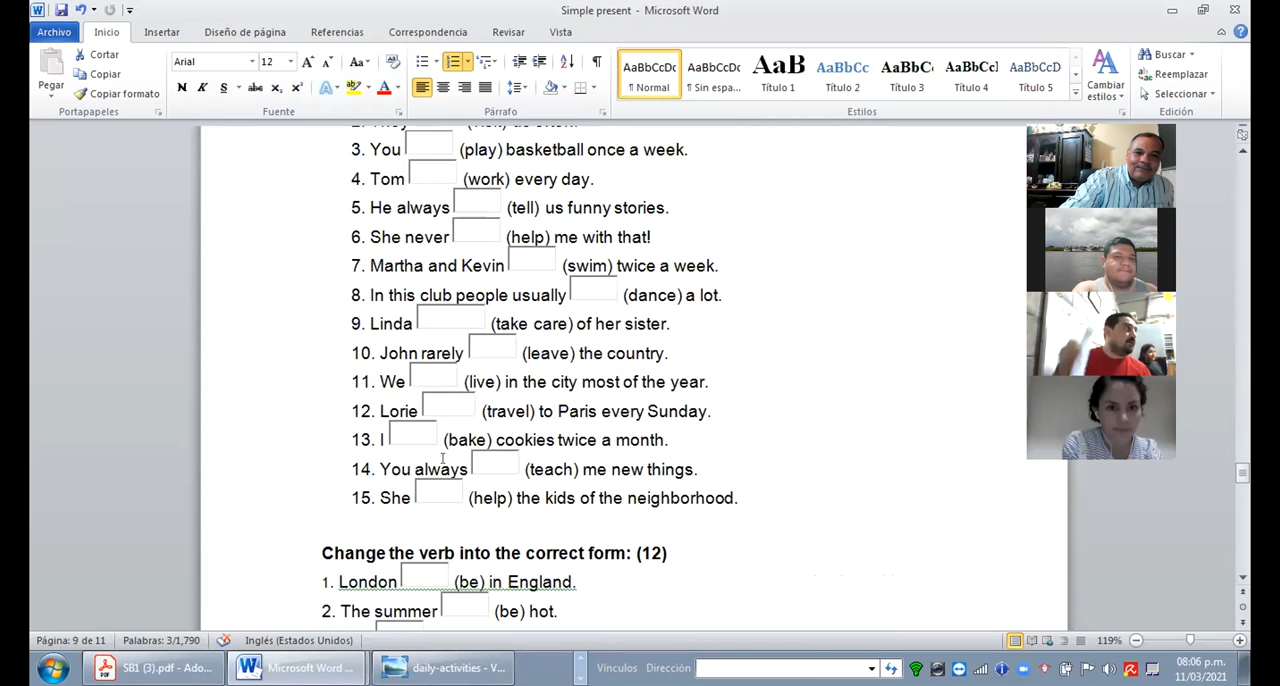 Simple present - Microsoft Word
Archivo Inicio Insertar Diseño de página Referencias Correspondencia Revisar Vista
Cortar
Copiar
Copiar formato
Pegar
Portapapeles
Arial 12
Fuente
Párrafo
AaBbCcDc AaBbCcDc AaB AaBbCc AaBbC AaBbCcI AaBbCcD
¶ Normal ¶ Sin espa... Título 1 Título 2 Título 3 Título 4 Título 5
Estilos
Cambiar estilos
Buscar
Reemplazar
Seleccionar
Edición
3. You (play) basketball once a week.
4. Tom (work) every day.
5. He always (tell) us funny stories.
6. She never (help) me with that!
7. Martha and Kevin (swim) twice a week.
8. In this club people usually (dance) a lot.
9. Linda (take care) of her sister.
10. John rarely (leave) the country.
11. We (live) in the city most of the year.
12. Lorie (travel) to Paris every Sunday.
13. I (bake) cookies twice a month.
14. You always (teach) me new things.
15. She (help) the kids of the neighborhood.
Change the verb into the correct form: (12)
1. London (be) in England.
2. The summer (be) hot.
Página: 9 de 11 Palabras: 3/1,790 Inglés (Estados Unidos) 119%
SB1 (3).pdf - Ado... Microsoft Word ... daily-activities - V... Vínculos Dirección
08:06 p.m.
11/03/2021